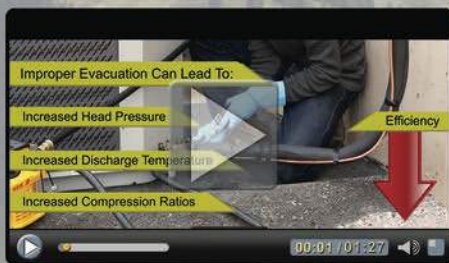 Improper Evacuation Can Lead To:
Increased Head Pressure
Efficiency
Increased Discharge Temperature
Increased Compression Ratios
00:01 / 01:27